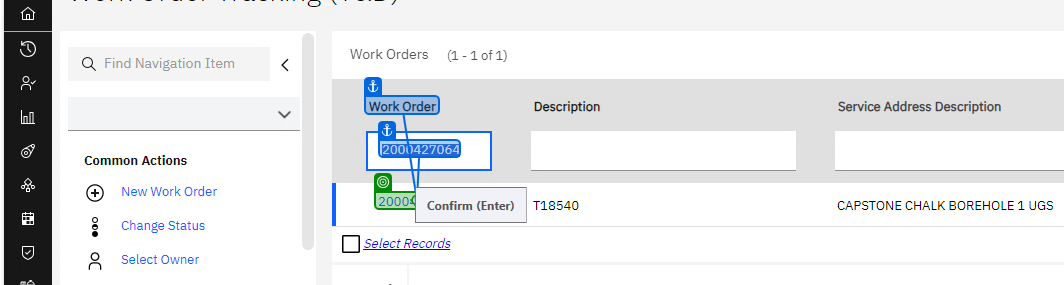 Work Order Tracking (
Find Navigation Item
Work Orders (1 - 1 of 1)
Work Order
Description
Service Address Description
2000427064
Common Actions
New Work Order
Change Status
Select Owner
2000
Confirm (Enter)
T18540
CAPSTONE CHALK BOREHOLE 1 UGS
Select Records